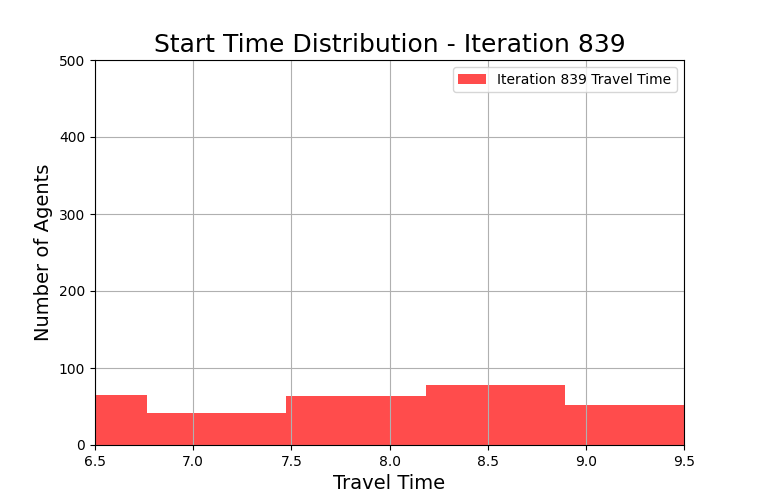 Start Time Distribution - Iteration 839
Iteration 839 Travel Time
Number of Agents
500
400
300
200
100
0
6.5 7.0 7.5 8.0 8.5 9.0 9.5
Travel Time